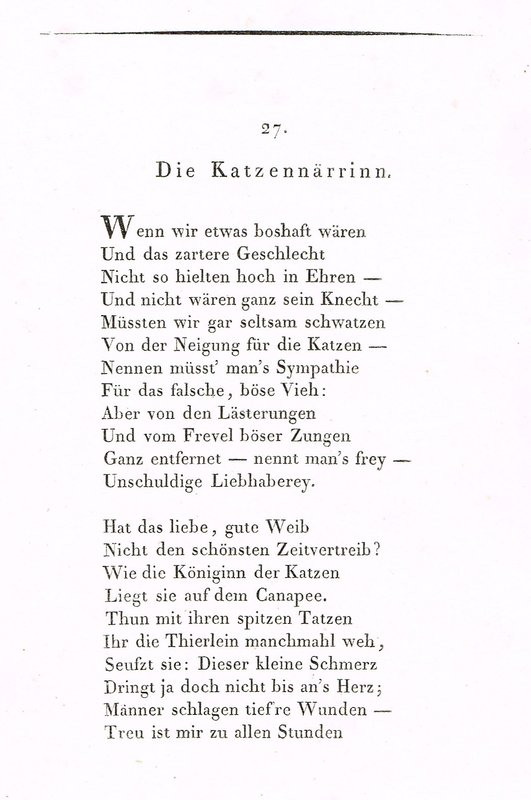 27.
Die Katzennärrinn.
Wenn wir etwas boshaft wären
Und das zartere Geschlecht
Nicht so hielten hoch in Ehren —
Und nicht wären ganz sein Knecht —
Müssten wir gar seltsam schwatzen
Von der Neigung für die Katzen —
Nennen müsst' man's Sympathie
Für das falsche, böse Vieh:
Aber von den Lästerungen
Und vom Frevel böser Zungen
Ganz entfernet — nennt man's frey —
Unschuldige Liebhaberey.
Hat das liebe, gute Weib
Nicht den schönsten Zeitvertreib?
Wie die Königinn der Katzen
Liegt sie auf dem Canapee.
Thun mit ihren spitzen Tatzen
Ihr die Thierlein manchmahl weh,
Seufzt sie: Dieser kleine Schmerz
Dringt ja doch nicht bis an's Herz;
Männer schlagen tief're Wunden —
Treu ist mir zu allen Stunden